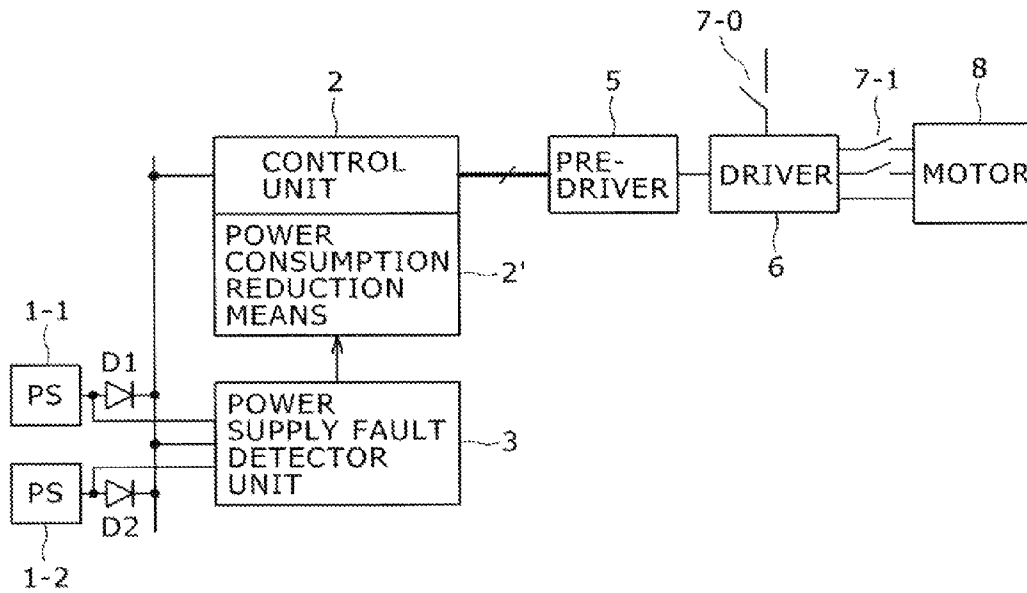 7-0
2
5
7-1
8
CONTROL
UNIT
PRE-
DRIVER
DRIVER
MOTOR
6
POWER
CONSUMPTION
REDUCTION
MEANS
2'
1-1
D1
PS
POWER
SUPPLY FAULT
DETECTOR
UNIT
3
PS
D2
1-2